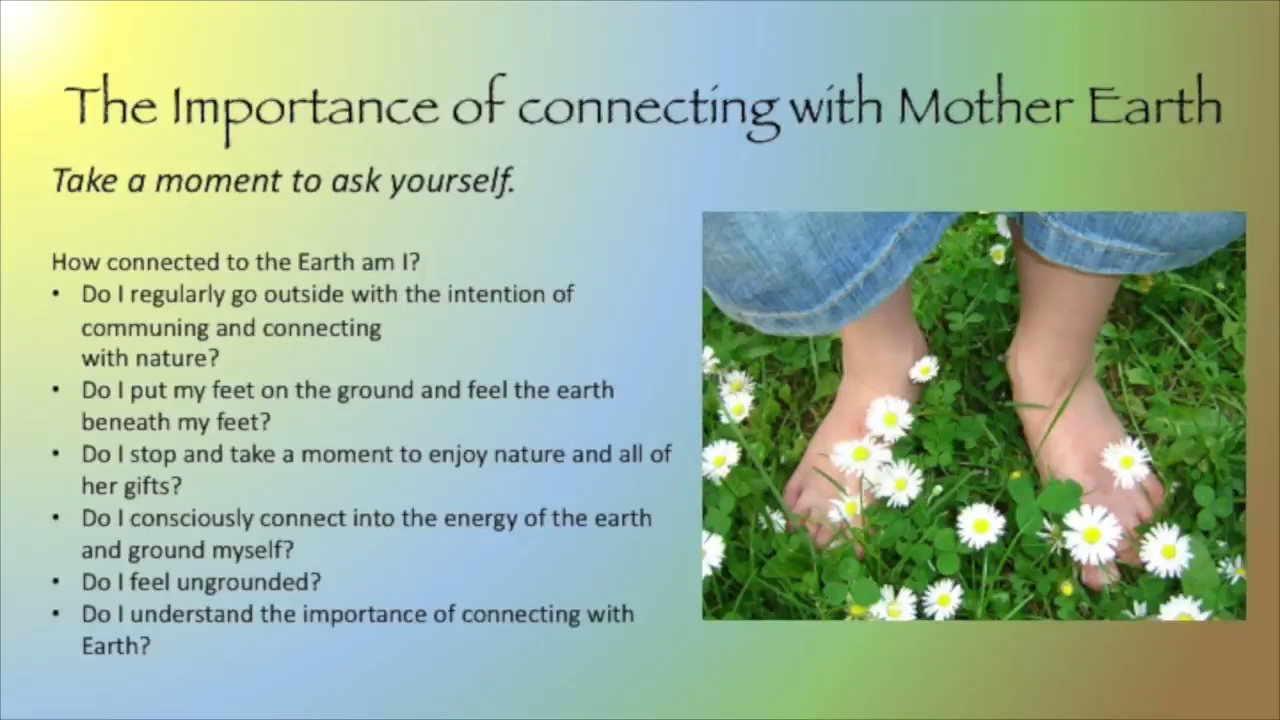 The Importance of connecting with Mother Earth
Take a moment to ask yourself.
How connected to the Earth am I?
• Do I regularly go outside with the intention of
communing and connecting
with nature?
• Do I put my feet on the ground and feel the earth
beneath my feet?
• Do I stop and take a moment to enjoy nature and all of
her gifts?
• Do I consciously connect into the energy of the earth
and ground myself?
• Do I feel ungrounded?
• Do I understand the importance of connecting with
Earth?